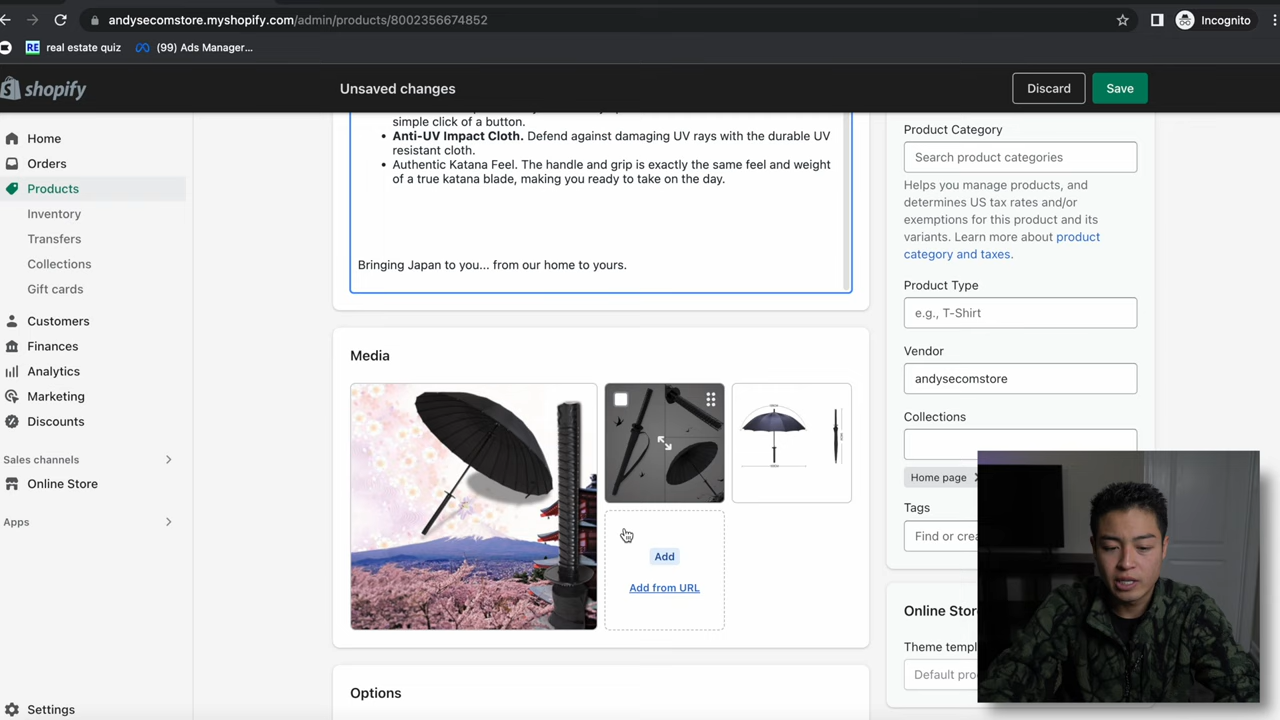 andysecomstore.myshopify.com/admin/products/8002356674852
Incognito
RE real estate quiz
(99) Ads Manager...
shopify
Unsaved changes
Discard
Save
Home
Orders
Products
Inventory
Transfers
Collections
Gift cards
Customers
Finances
Analytics
Marketing
Discounts
Sales channels
Online Store
Apps
Settings
simple click of a button.
Anti-UV Impact Cloth. Defend against damaging UV rays with the durable UV
resistant cloth.
Authentic Katana Feel. The handle and grip is exactly the same feel and weight
of a true katana blade, making you ready to take on the day.
Bringing Japan to you... from our home to yours.
Media
Add
Add from URL
Options
Product Category
Search product categories
Helps you manage products, and
determines US tax rates and/or
exemptions for this product and its
variants. Learn more about product
category and taxes.
Product Type
e.g., T-Shirt
Vendor
andysecomstore
Collections
Home page
Tags
Find or crea
Online Stor
Theme templ
Default pro